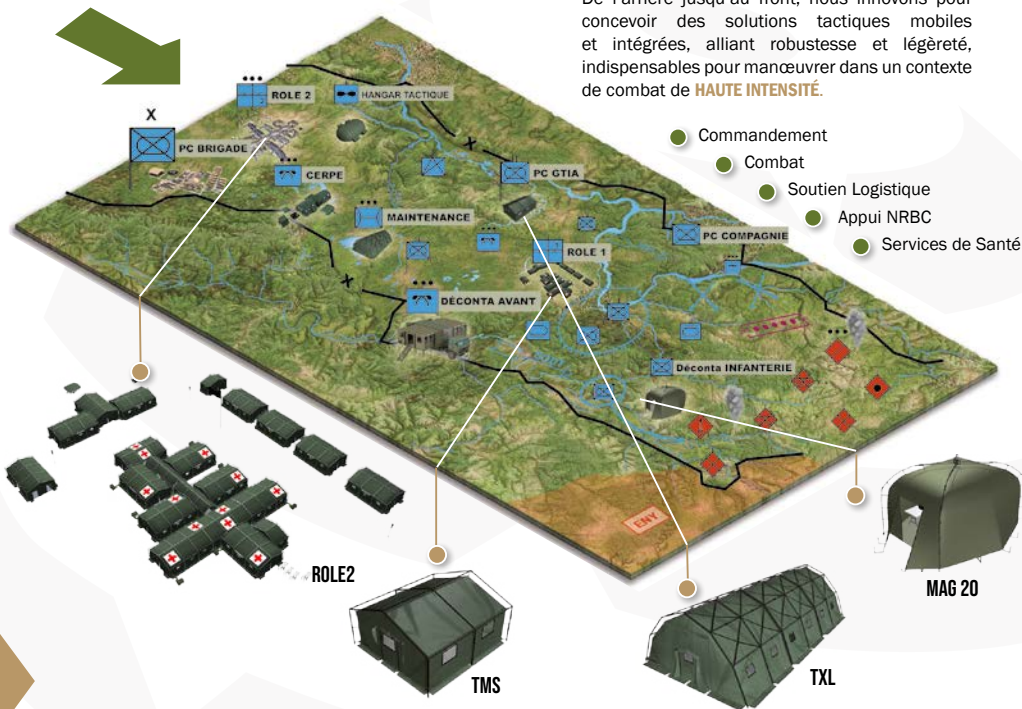 De l'arrière jusqu'au front, nous innovons pour
concevoir des solutions tactiques mobiles
et intégrées, alliant robustesse et légèreté,
indispensables pour manœuvrer dans un contexte
de combat de HAUTE INTENSITÉ.
Commandement
Combat
Soutien Logistique
Appui NRBC
Services de Santé
ROLE 2
HANGAR TACTIQUE
X
PC BRIGADE
CERPE
X
PC GTIA
MAINTENANCE
PC COMPAGNIE
ROLE 1
X
DÉCONTA AVANT
Déconta INFANTERIE
ENY
ROLE2
TMS
TXL
MAG 20